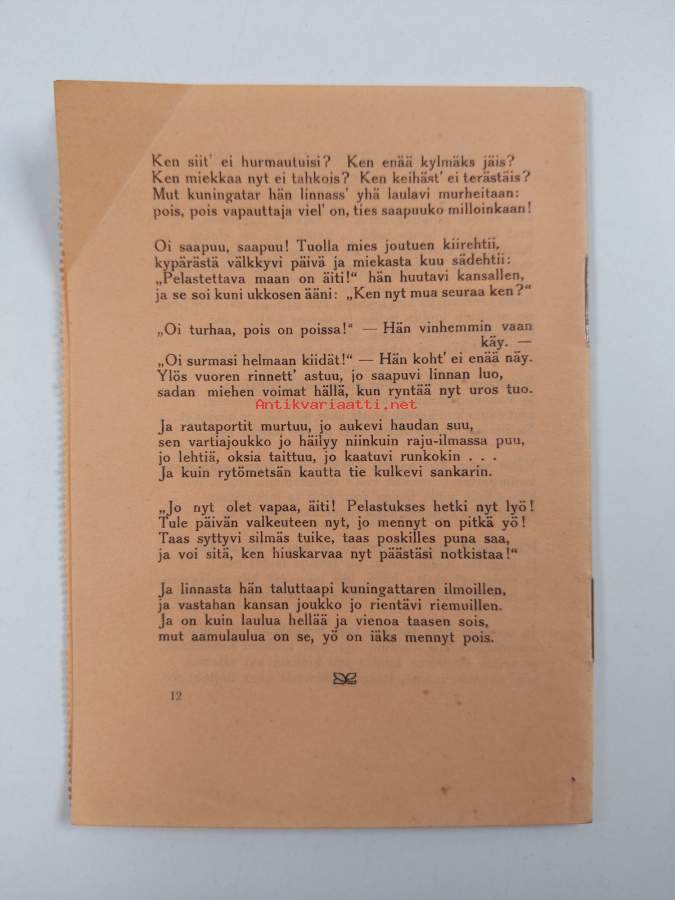 Ken siit' ei hurmautuisi? Ken enää kylmäks jäis?
Ken miekkaa nyt ei tahkois? Ken keihäst' ei terästäis?
Mut kuningatar hän linnass' yhä laulavi murheitaan:
pois, pois vapauttaja viel' on, ties saapuuko milloinkaan!
Oi saapuu, saapuu! Tuolla mies joutuen kiirehtii,
kypärästä välkkyvi päivä ja miekasta kuu sädehtii:
„Pelastettava maan on äiti!“ hän huutavi kansallen,
ja se soi kuni ukkosen ääni: „Ken nyt mua seuraa ken?“
„Oi turhaa, pois on poissa!“ — Hän vinhemmin vaan
käy. —
„Oi surmasi helmaan kiidät!“ — Hän koht' ei enää näy.
Ylös vuoren rinnett' astuu, jo saapuvi linnan luo,
sadan miehen voimat hällä, kun ryntää nyt uros tuo.
Antikvariaatti.net
Ja rautaportit murtuu, jo aukevi haudan suu,
sen vartiajoukko jo häilyy niinkuin raju-ilmassa puu,
jo lehtiä, oksia taittuu, jo kaatuvi runkokin . . .
Ja kuin rytömetsän kautta tie kulkevi sankarin.
„Jo nyt olet vapaa, äiti! Pelastukses hetki nyt lyö!
Tule päivän valkeuteen nyt, jo mennyt on pitkä yö!
Taas syttyvi silmäs tuike, taas poskilles puna saa,
ja voi sitä, ken hiuskarvaa nyt päästäsi notkistaa!“
Ja linnasta hän taluttaapi kuningattaren ilmoillen,
ja vastahan kansan joukko jo rientävi riemuillen.
Ja on kuin laulua hellää ja vienoa taasen sois,
mut aamulaulua on se, yö on iäks mennyt pois.
12